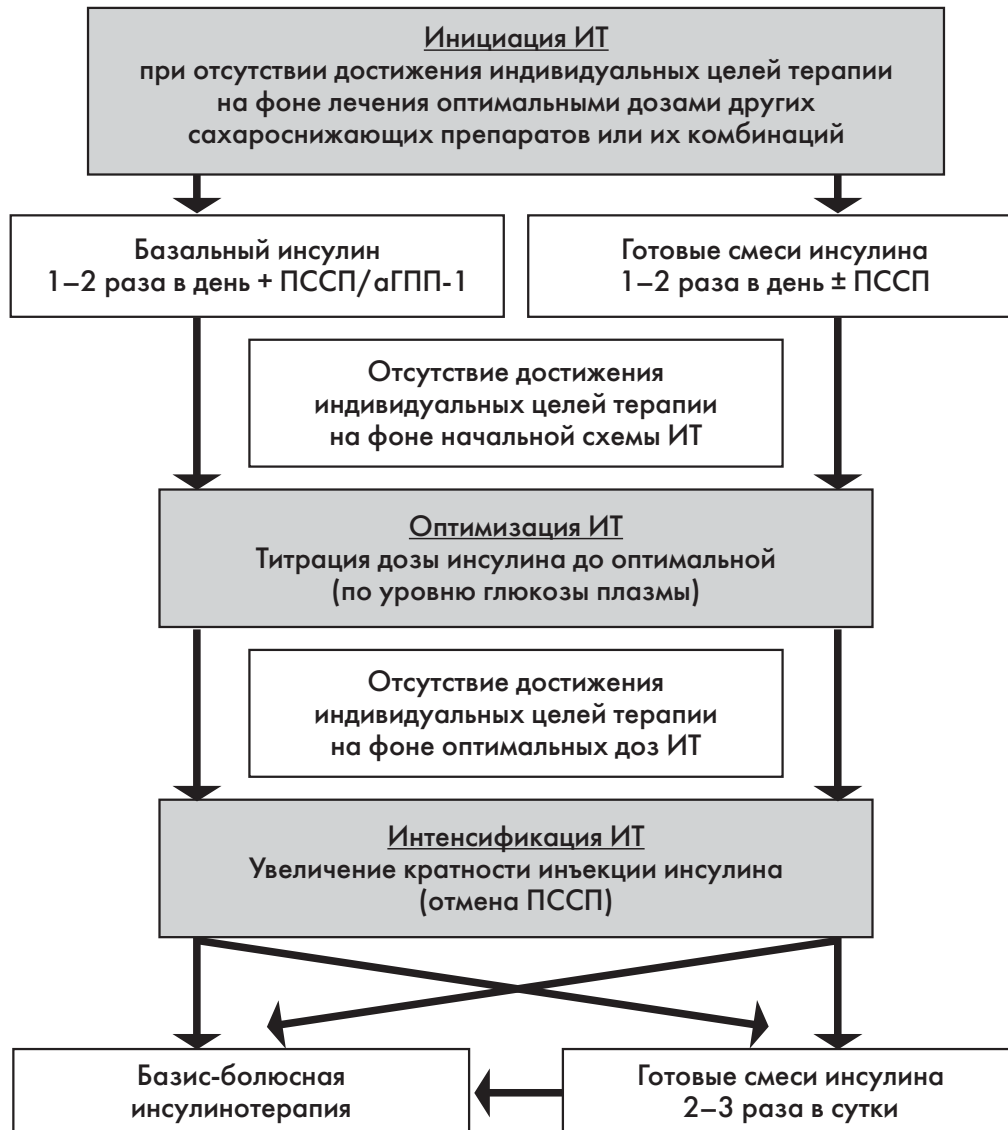 Инициация ИТ
при отсутствии достижения индивидуальных целей терапии
на фоне лечения оптимальными дозами других
сахароснижающих препаратов или их комбинаций
Базальный инсулин
1–2 раза в день + ПССП/аГПП-1
Готовые смеси инсулина
1–2 раза в день ± ПССП
Отсутствие достижения
индивидуальных целей терапии
на фоне начальной схемы ИТ
Оптимизация ИТ
Титрация дозы инсулина до оптимальной
(по уровню глюкозы плазмы)
Отсутствие достижения
индивидуальных целей терапии
на фоне оптимальных доз ИТ
Интенсификация ИТ
Увеличение кратности инъекции инсулина
(отмена ПССП)
Базис-болюсная
инсулинотерапия
Готовые смеси инсулина
2–3 раза в сутки